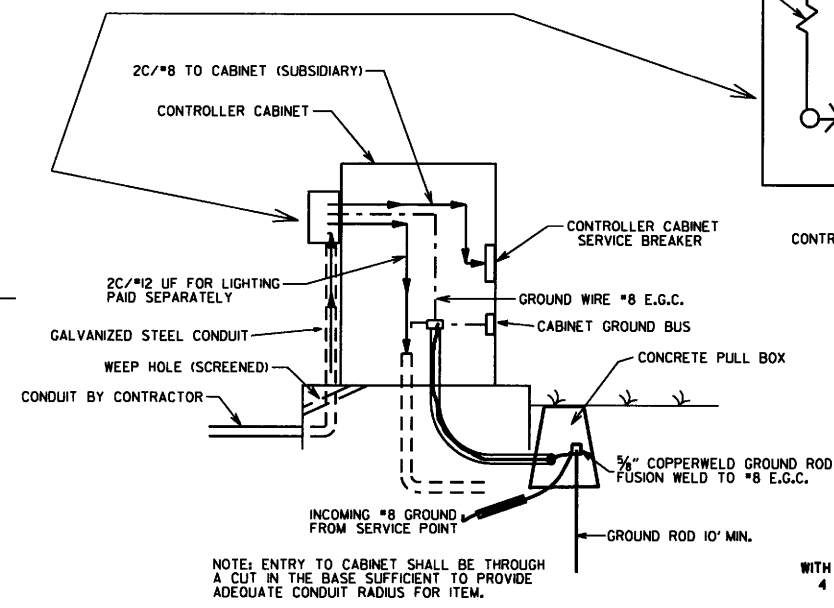 2C/#8 TO CABINET (SUBSIDIARY)
CONTROLLER CABINET
CONTROLLER CABINET
SERVICE BREAKER
CONTR
2C/#12 UF FOR LIGHTING
PAID SEPARATELY
GROUND WIRE #8 E.G.C.
CABINET GROUND BUS
GALVANIZED STEEL CONDUIT
CONCRETE PULL BOX
WEEP HOLE (SCREENED)
CONDUIT BY CONTRACTOR
5/8" COPPERWELD GROUND ROD
FUSION WELD TO #8 E.G.C.
INCOMING #8 GROUND
FROM SERVICE POINT
GROUND ROD 10' MIN.
NOTE: ENTRY TO CABINET SHALL BE THROUGH
A CUT IN THE BASE SUFFICIENT TO PROVIDE
ADEQUATE CONDUIT RADIUS FOR ITEM.
WITH
4